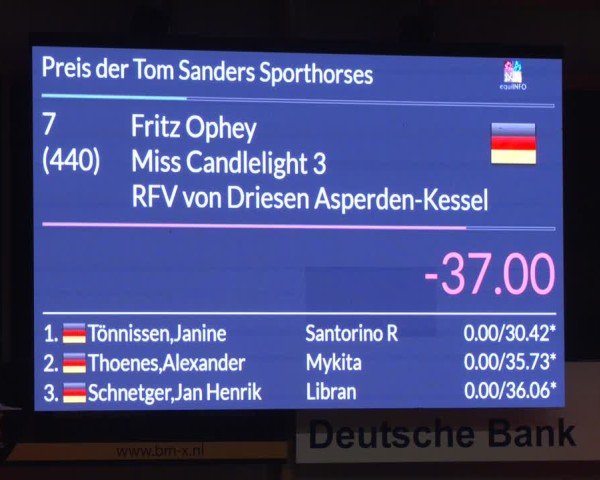 Preis der Tom Sanders Sporthorses
equiINFO
7 Fritz Ophey
(440) Miss Candlelight 3
RFV von Driesen Asperden-Kessel
-37.00
1. Tönnissen,Janine Santorino R 0.00/30.42*
2. Thoenes,Alexander Mykita 0.00/35.73*
3. Schnetger,Jan Henrik Libran 0.00/36.06*
Deutsche Bank
www.bm-x.nl